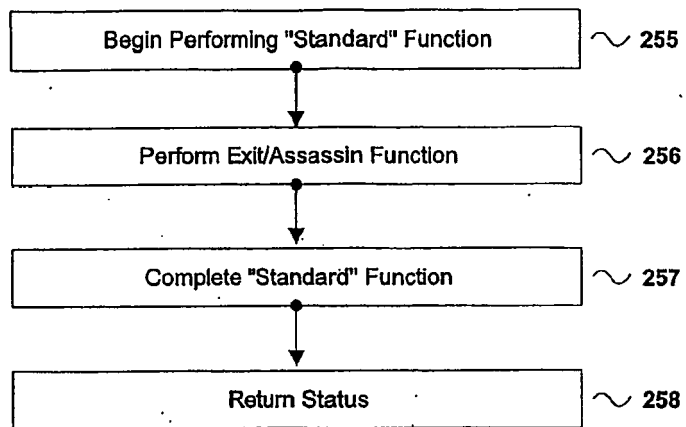 Begin Performing "Standard" Function 255
Perform Exit/Assassin Function 256
Complete "Standard" Function 257
Return Status 258